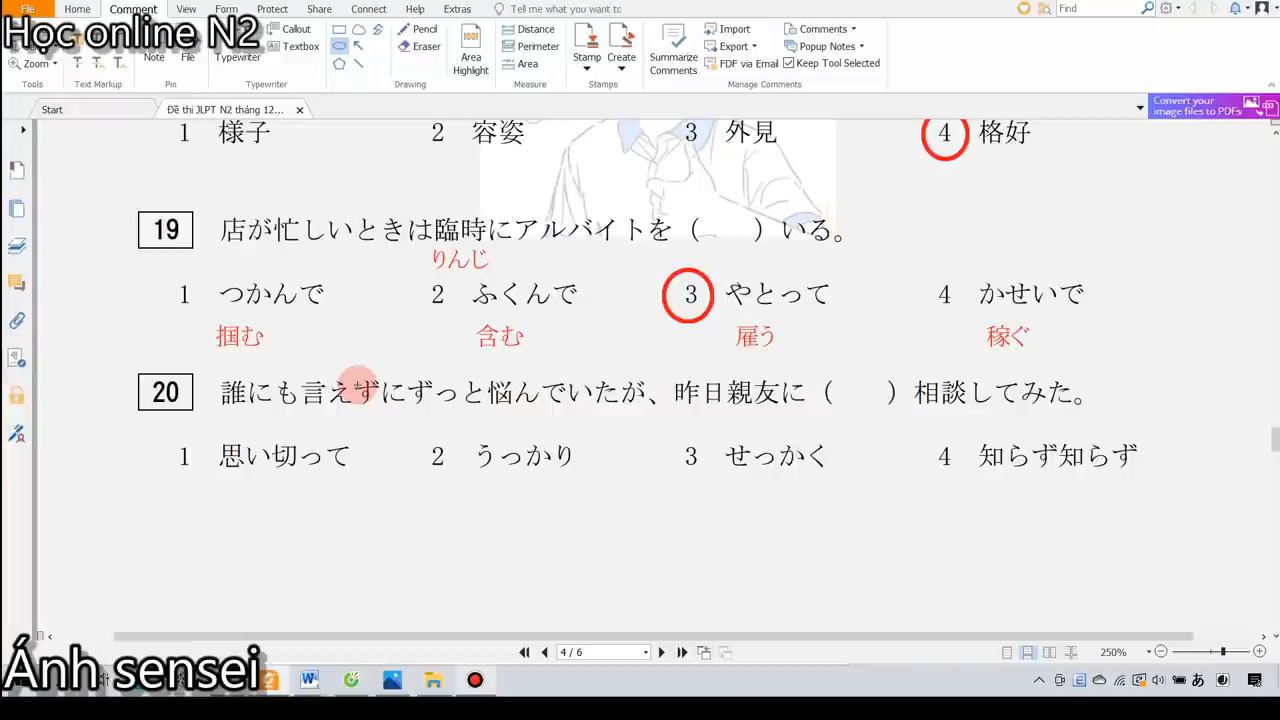 File Home Comment View Form Protect Share Connect Help Extras Tell me what you want to Find
Học online N2
Callout Pencil Distance Import Comments
Textbox Eraser Perimeter Export Popup Notes
Zoom Note File Typewriter Area Highlight Area Stamp Create Summarize Comments FDF via Email Keep Tool Selected
Tools Text Markup Pin Typewriter Drawing Measure Stamps Manage Comments
Start Đề thi JLPT N2 tháng 12... Convert your image files to PDFs
1 様子 2 容姿 3 外見 4 格好
19 店が忙しいときは臨時にアルバイトを（ ）いる。
りんじ
1 つかんで 2 ふくんで 3 やとって 4 かせいで
掴む 含む 雇う 稼ぐ
20 誰にも言えずにずっと悩んでいたが、昨日親友に（ ）相談してみた。
1 思い切って 2 うっかり 3 せっかく 4 知らず知らず
4 / 6 250%
Ánh sensei
あ